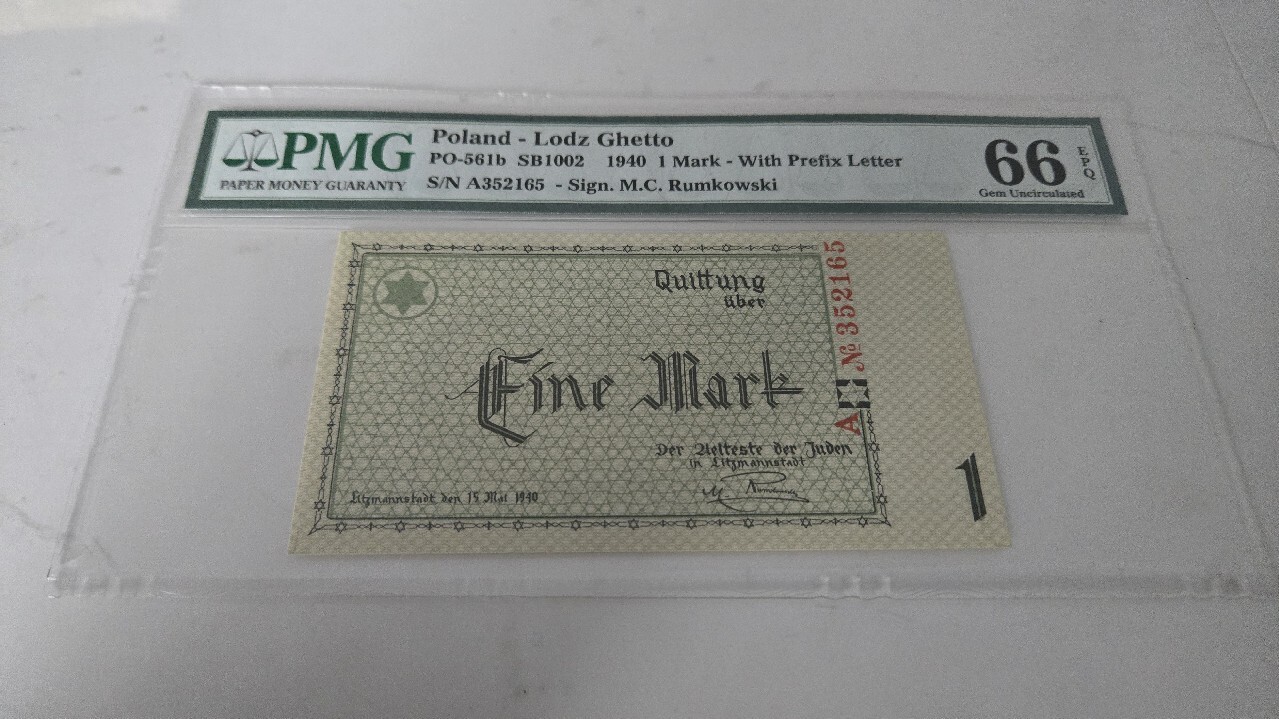 PMG
PAPER MONEY GUARANTY
Poland - Lodz Ghetto
PO-561b SB1002 1940 1 Mark - With Prefix Letter
S/N A352165 - Sign. M.C. Rumkowski
66
EPQ
Gem Uncirculated
Quittung
über
Eine Mark
Der Aelteste der Juden
in Litzmannstadt
Litzmannstadt, den 15. Mai 1940
A № 352165
1